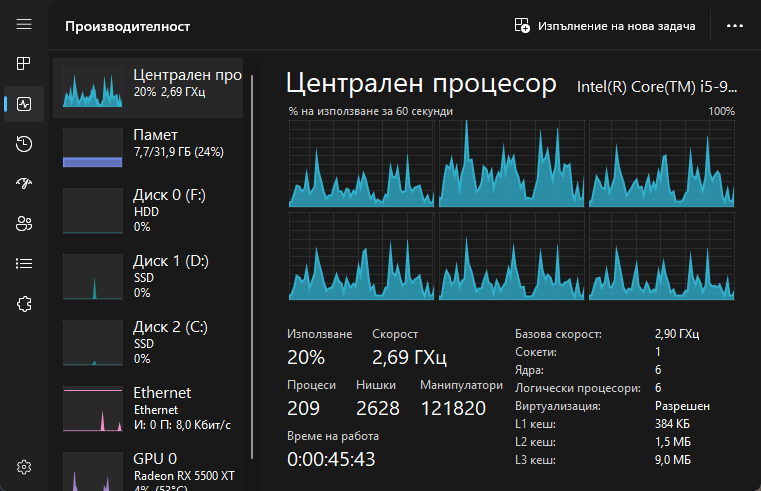 Производителност
Изпълнение на нова задача
Централен про
20% 2,69 ГХц
Памет
7,7/31,9 ГБ (24%)
Диск 0 (F:)
HDD
0%
Диск 1 (D:)
SSD
0%
Диск 2 (C:)
SSD
0%
Ethernet
Ethernet
И: 0 П: 8,0 Кбит/с
GPU 0
Radeon RX 5500 XT
4% (53°C)
Централен процесор
Intel(R) Core(TM) i5-9...
% на използване за 60 секунди
100%
Използване
Скорост
20%
2,69 ГХц
Процеси
Нишки
Манипулатори
209
2628
121820
Време на работа
0:00:45:43
Базова скорост: 2,90 ГХц
Сокети: 1
Ядра: 6
Логически процесори: 6
Виртуализация: Разрешен
L1 кеш: 384 КБ
L2 кеш: 1,5 МБ
L3 кеш: 9,0 МБ